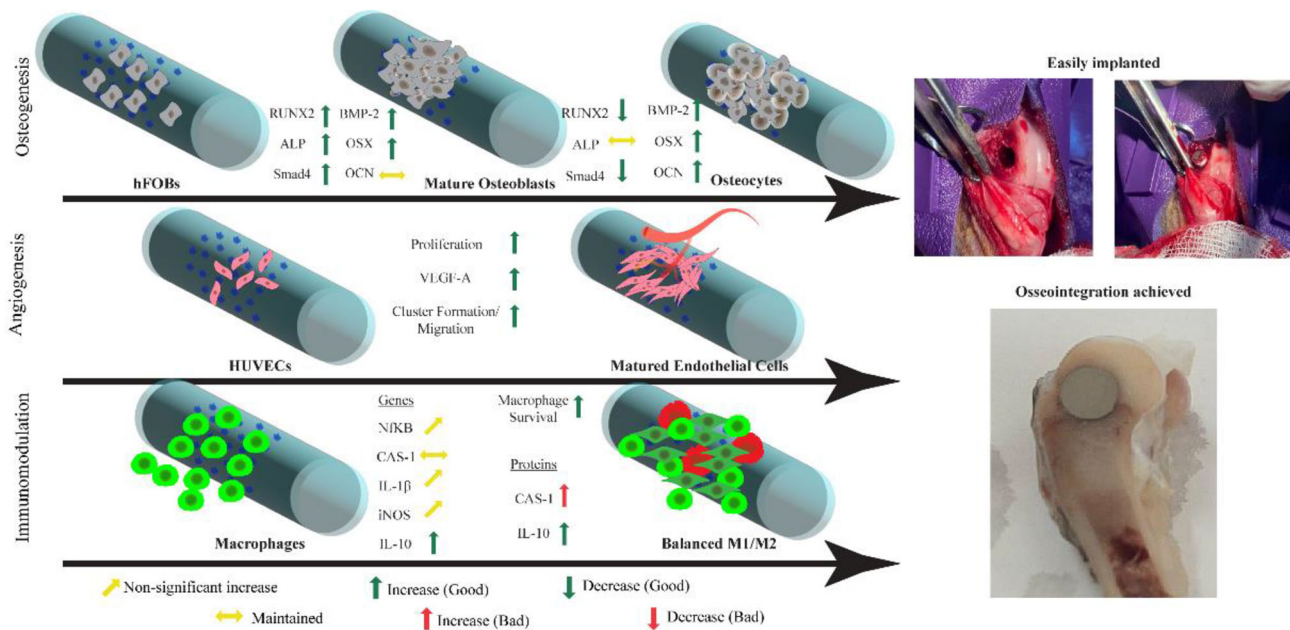 Osteogenesis
RUNX2 BMP-2
ALP OSX
Smad4 OCN
RUNX2 BMP-2
ALP OSX
Smad4 OCN
hFOBs
Mature Osteoblasts
Osteocytes
Angiogenesis
Proliferation
VEGF-A
Cluster Formation/
Migration
HUVECs
Matured Endothelial Cells
Immunomodulation
Genes
NfKB
CAS-1
IL-1β
iNOS
IL-10
Macrophage
Survival
Proteins
CAS-1
IL-10
Macrophages
Balanced M1/M2
Non-significant increase
Increase (Good)
Decrease (Good)
Maintained
Increase (Bad)
Decrease (Bad)
Easily implanted
Osseointegration achieved